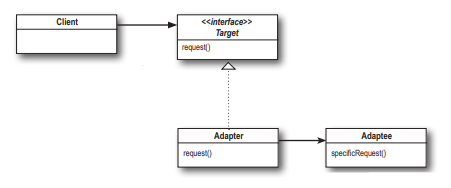 Client
<<interface>>
Target
request()
Adapter
request()
Adaptee
specificRequest()